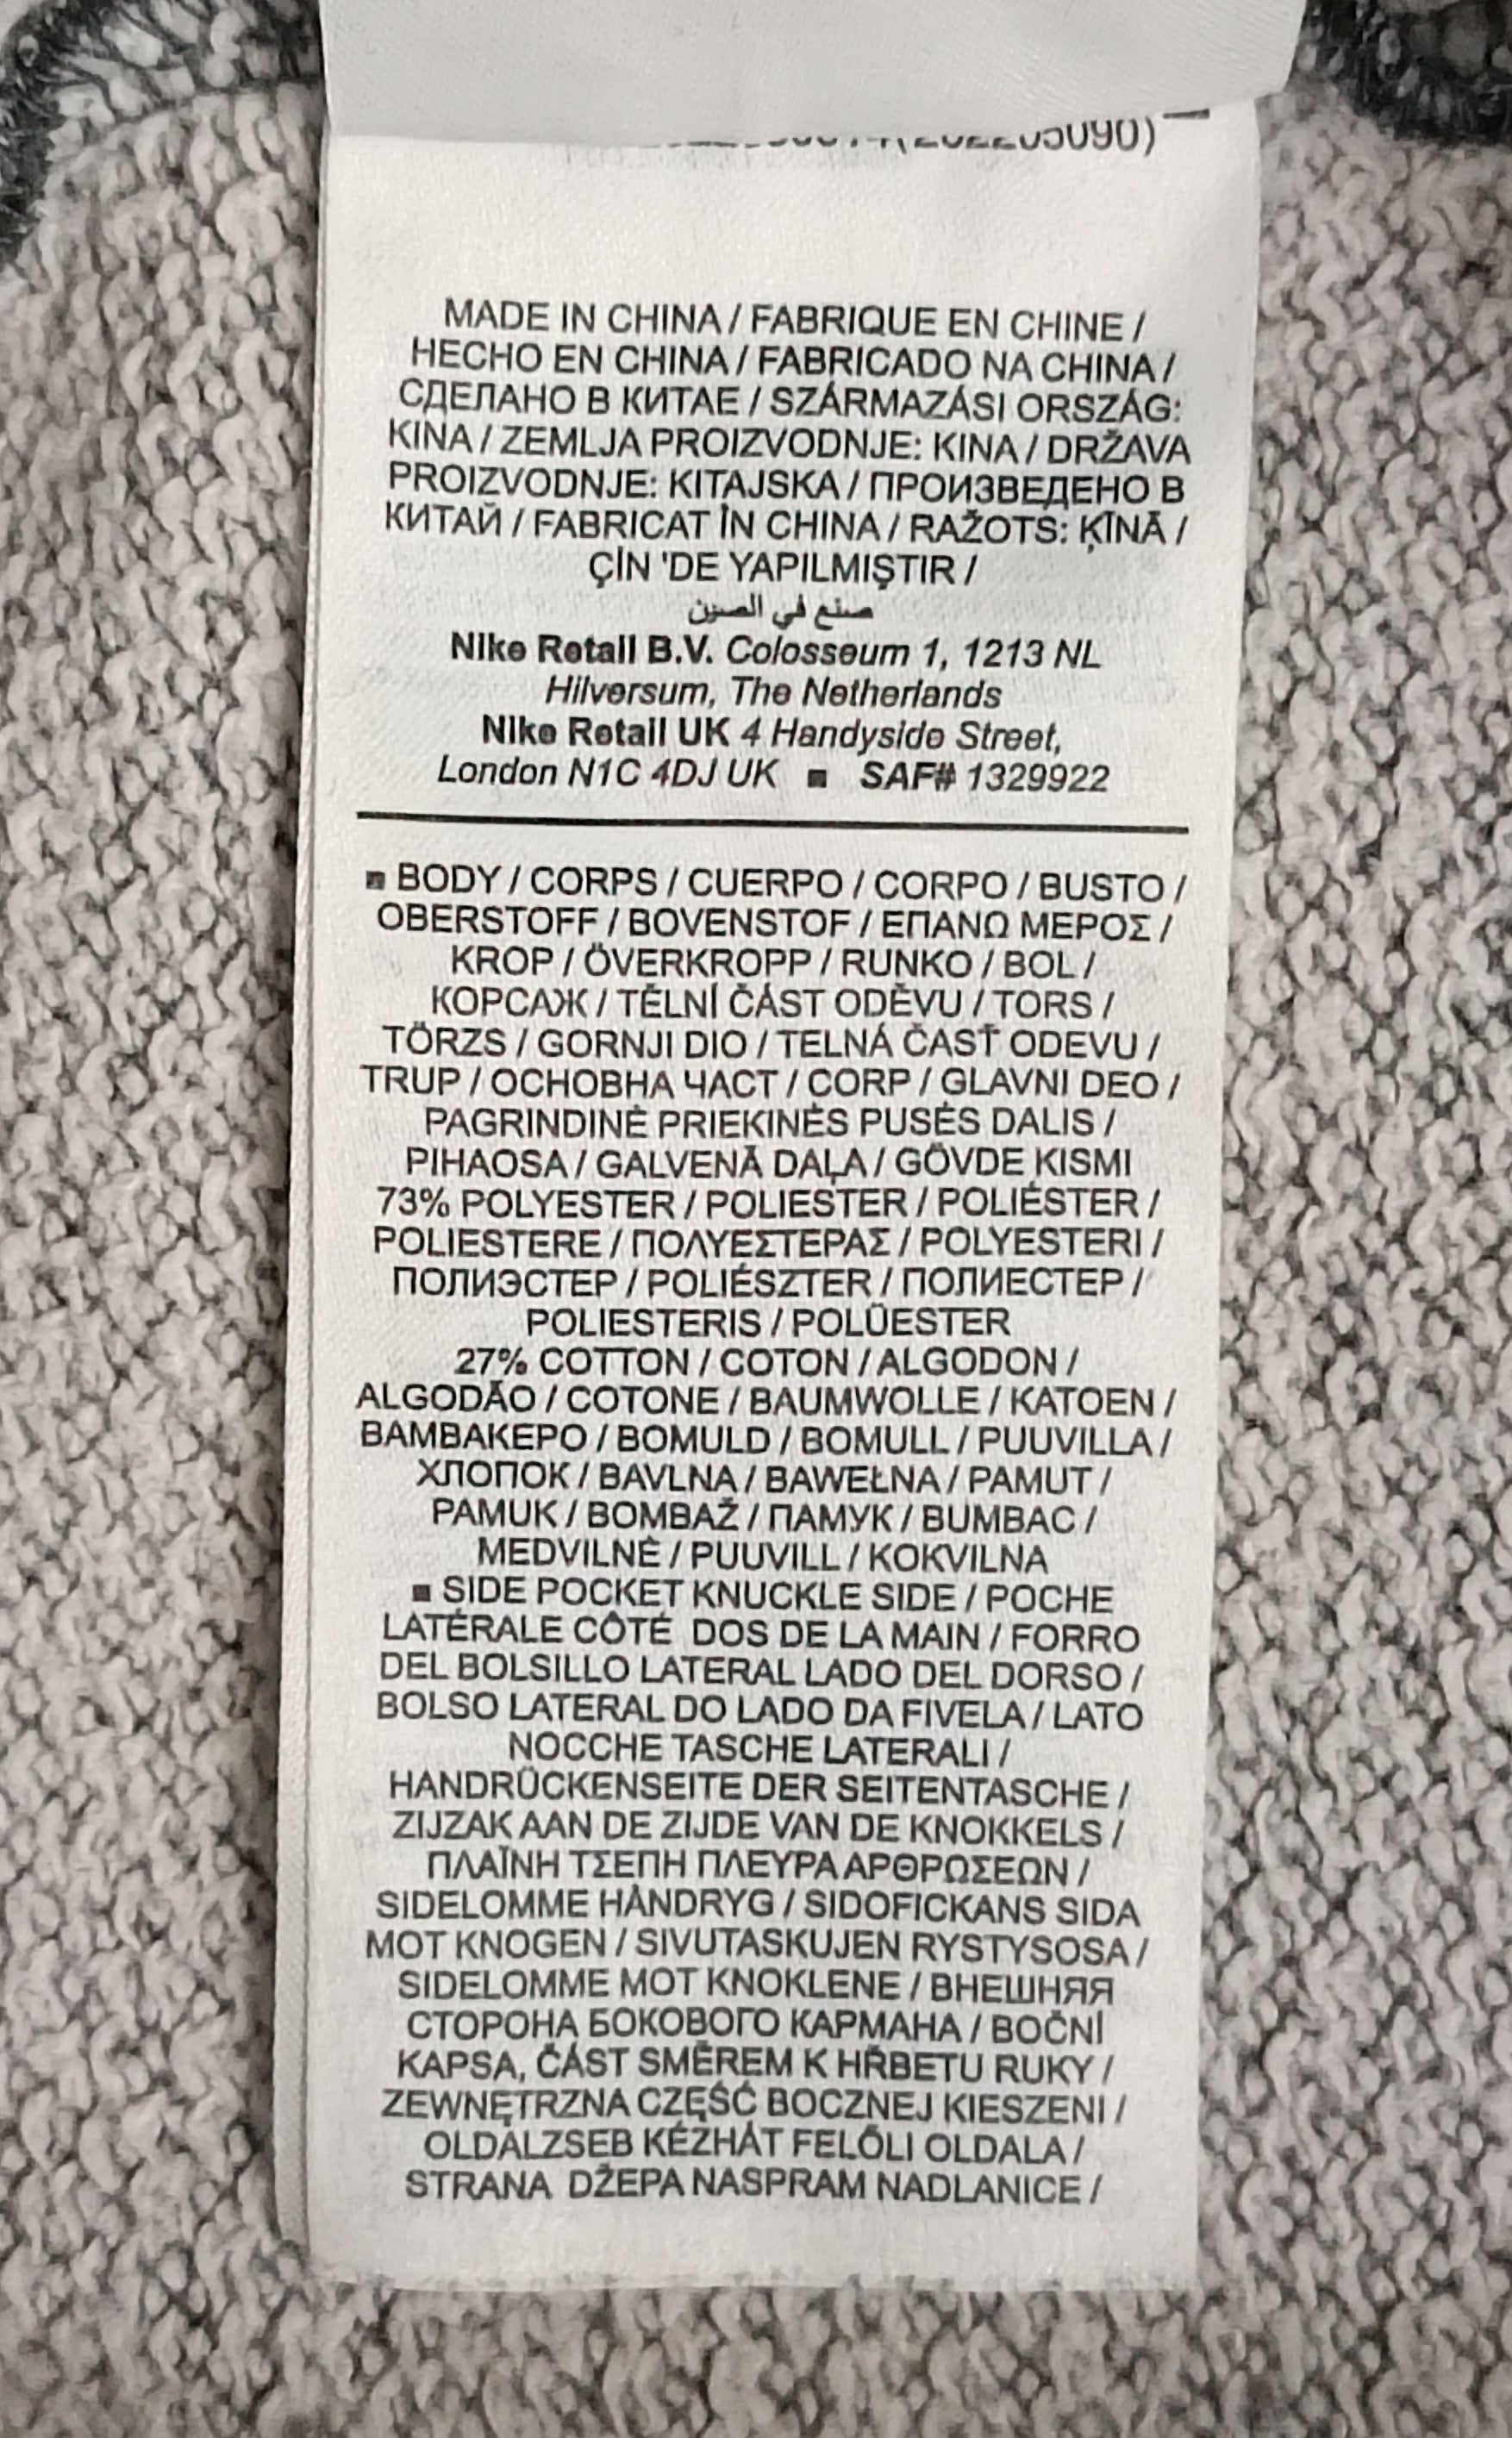 MADE IN CHINA / FABRIQUE EN CHINE /
HECHO EN CHINA / FABRICADO NA CHINA /
СДЕЛАНО В КИТАЕ / SZÁRMAZÁSI ORSZÁG:
KINA / ZEMLJA PROIZVODNJE: KINA / DRŽAVA
PROIZVODNJE: KITAJSKA / ПРОИЗВЕДЕНО В
КИТАЙ / FABRICAT ÎN CHINA / RAŽOTS: ĶĪNĀ /
ÇİN 'DE YAPILMIŞTIR /
صنع في الصين
Nike Retail B.V. Colosseum 1, 1213 NL
Hilversum, The Netherlands
Nike Retail UK 4 Handyside Street,
London N1C 4DJ UK ■ SAF# 1329922
■ BODY / CORPS / CUERPO / CORPO / BUSTO /
OBERSTOFF / BOVENSTOF / ΕΠΑΝΩ ΜΕΡΟΣ /
KROP / ÖVERKROPP / RUNKO / BOL /
КОРСАЖ / TĚLNÍ ČÁST ODĚVU / TORS /
TÖRZS / GORNJI DIO / TELNÁ ČASŤ ODEVU /
TRUP / ОСНОВНА ЧАСТ / CORP / GLAVNI DEO /
PAGRINDINĖ PRIEKINĖS PUSĖS DALIS /
PIHAOSA / GALVENĀ DAĻA / GÖVDE KISMI
73% POLYESTER / POLIESTER / POLIÉSTER /
POLIESTERE / ΠΟΛΥΕΣΤΕΡΑΣ / POLYESTERI /
ПОЛИЭСТЕР / POLIÉSZTER / ПОЛИЕСТЕР /
POLIESTERIS / POLÜESTER
27% COTTON / COTON / ALGODON /
ALGODÃO / COTONE / BAUMWOLLE / KATOEN /
ΒΑΜΒΑΚΕΡΟ / BOMULD / BOMULL / PUUVILLA /
ХЛОПОК / BAVLNA / BAWEŁNA / PAMUT /
PAMUK / BOMBAŽ / ПАМУК / BUMBAC /
MEDVILNĖ / PUUVILL / KOKVILNA
■ SIDE POCKET KNUCKLE SIDE / POCHE
LATÉRALE CÔTÉ DOS DE LA MAIN / FORRO
DEL BOLSILLO LATERAL LADO DEL DORSO /
BOLSO LATERAL DO LADO DA FIVELA / LATO
NOCCHE TASCHE LATERALI /
HANDRÜCKENSEITE DER SEITENTASCHE /
ZIJZAK AAN DE ZIJDE VAN DE KNOKKELS /
ΠΛΑΪΝΗ ΤΣΕΠΗ ΠΛΕΥΡΑ ΑΡΘΡΩΣΕΩΝ /
SIDELOMME HÅNDRYG / SIDOFICKANS SIDA
MOT KNOGEN / SIVUTASKUJEN RYSTYSOSA /
SIDELOMME MOT KNOKLENE / ВНЕШНЯЯ
СТОРОНА БОКОВОГО КАРМАНА / BOČNÍ
KAPSA, ČÁST SMĚREM K HŘBETU RUKY /
ZEWNĘTRZNA CZĘŚĆ BOCZNEJ KIESZENI /
OLDALZSEB KÉZHÁT FELŐLI OLDALA /
STRANA DŽEPA NASPRAM NADLANICE /